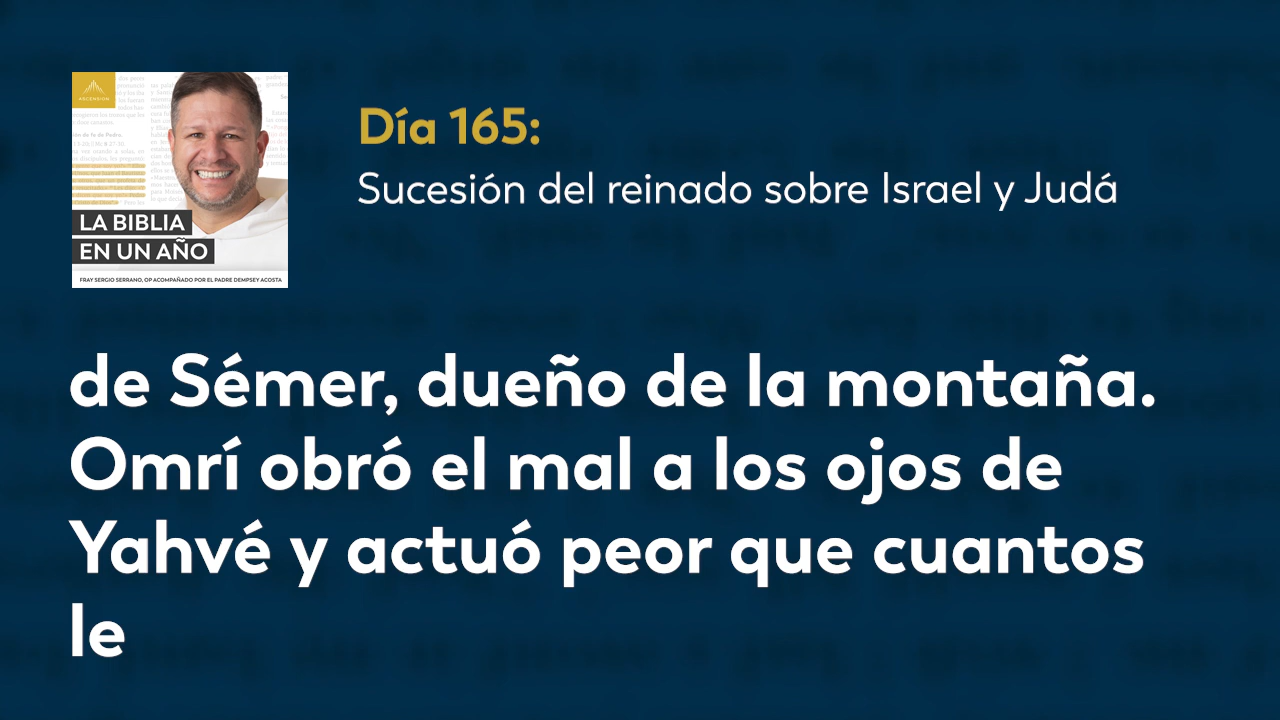 ASCENSION
LA BIBLIA
EN UN AÑO
FRAY SERGIO SERRANO, OP ACOMPAÑADO POR EL PADRE DEMPSEY ACOSTA
Día 165:
Sucesión del reinado sobre Israel y Judá
de Sémer, dueño de la montaña.
Omrí obró el mal a los ojos de
Yahvé y actuó peor que cuantos
le